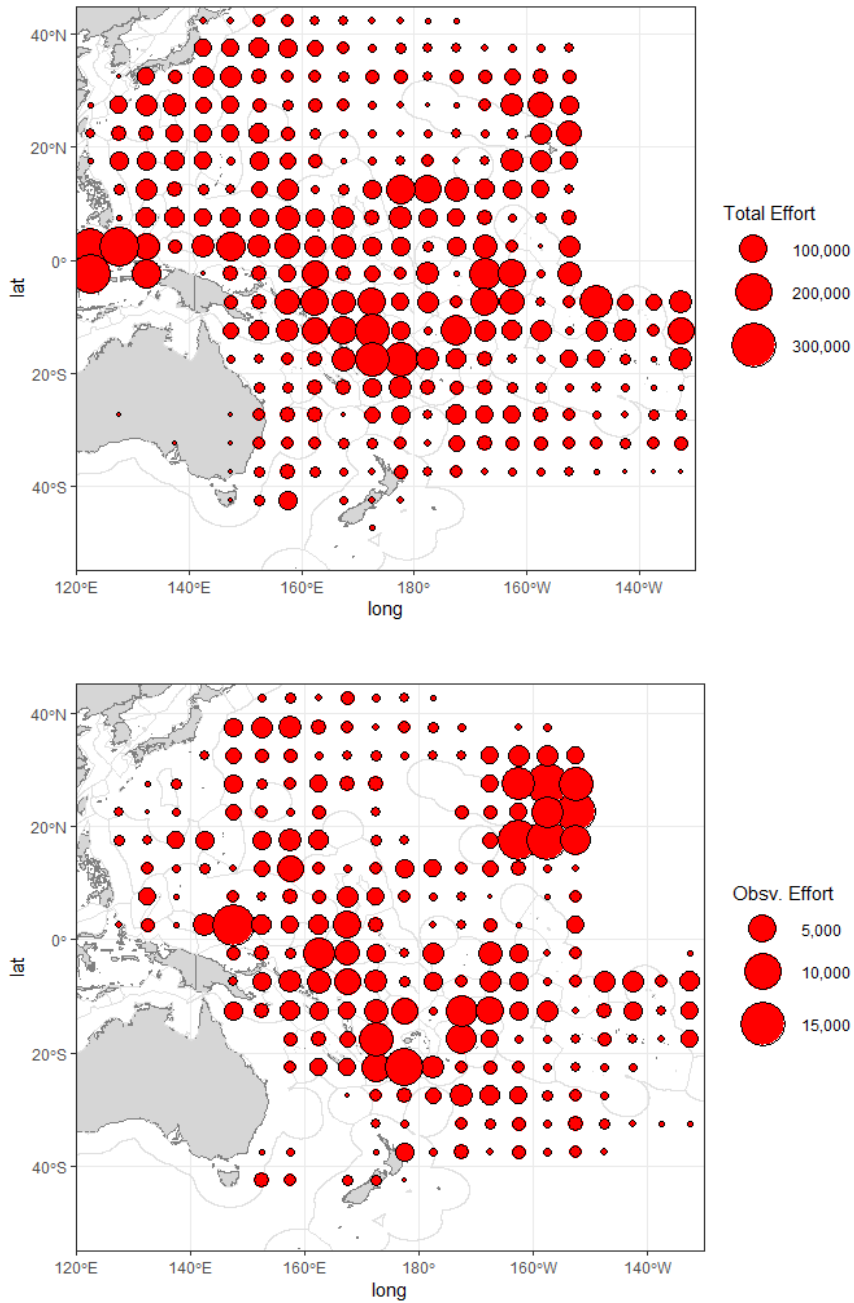 40°N
20°N
0°
20°S
40°S
lat
120°E
140°E
160°E
180°
160°W
140°W
long
Total Effort
100,000
200,000
300,000
40°N
20°N
0°
20°S
40°S
lat
120°E
140°E
160°E
180°
160°W
140°W
long
Obsv. Effort
5,000
10,000
15,000